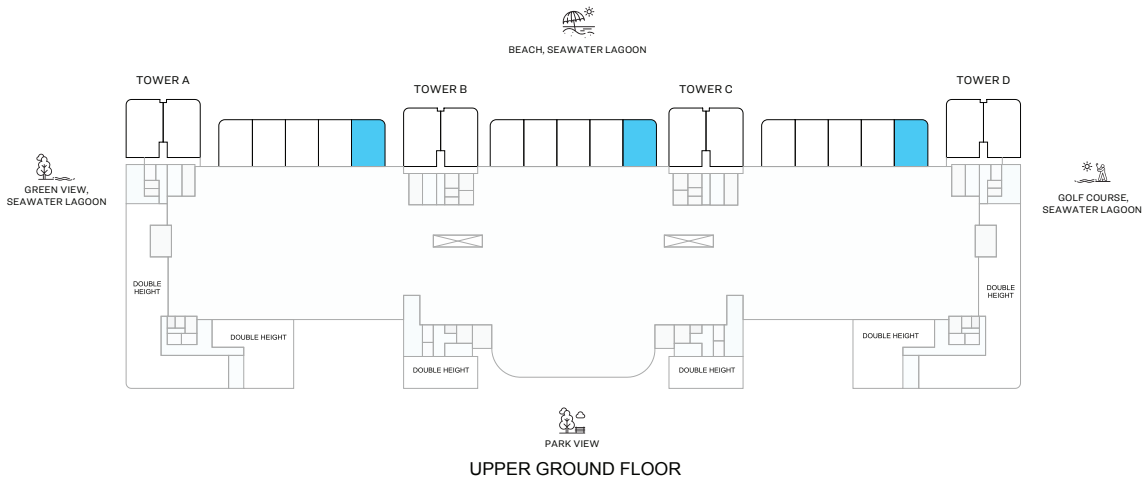 BEACH, SEAWATER LAGOON
TOWER A
TOWER B
TOWER C
TOWER D
GREEN VIEW,
SEAWATER LAGOON
GOLF COURSE,
SEAWATER LAGOON
DOUBLE
HEIGHT
DOUBLE
HEIGHT
DOUBLE HEIGHT
DOUBLE HEIGHT
DOUBLE HEIGHT
DOUBLE HEIGHT
PARK VIEW
UPPER GROUND FLOOR